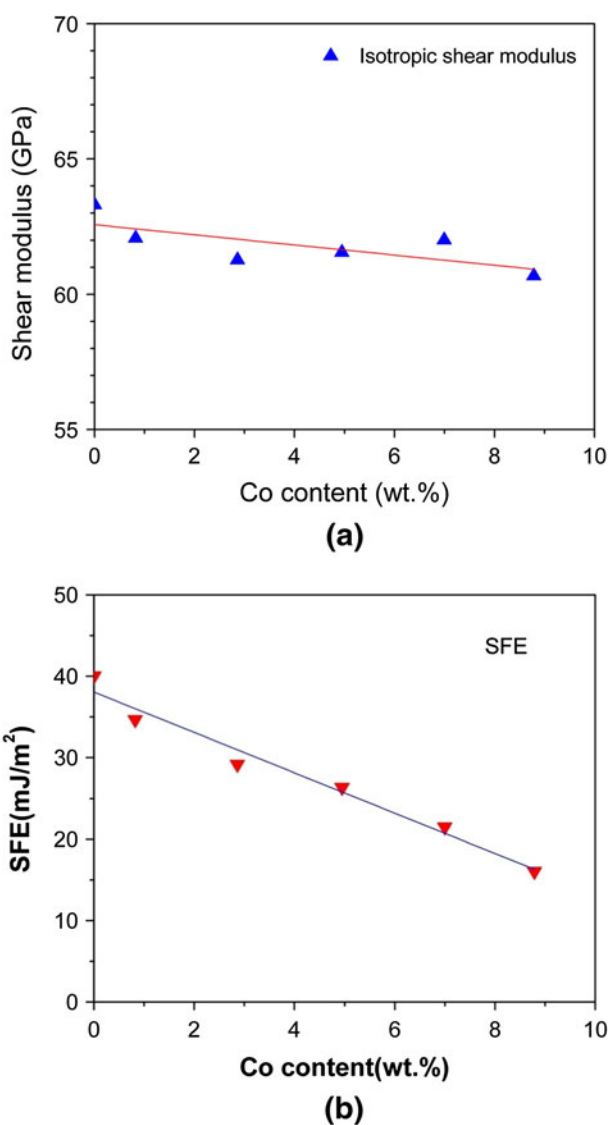 70
Isotropic shear modulus
65
60
55
Shear modulus (GPa)
0 2 4 6 8 10
Co content (wt.%)
(a)
50
SFE
40
30
20
10
0
SFE(mJ/m²)
0 2 4 6 8 10
Co content(wt.%)
(b)